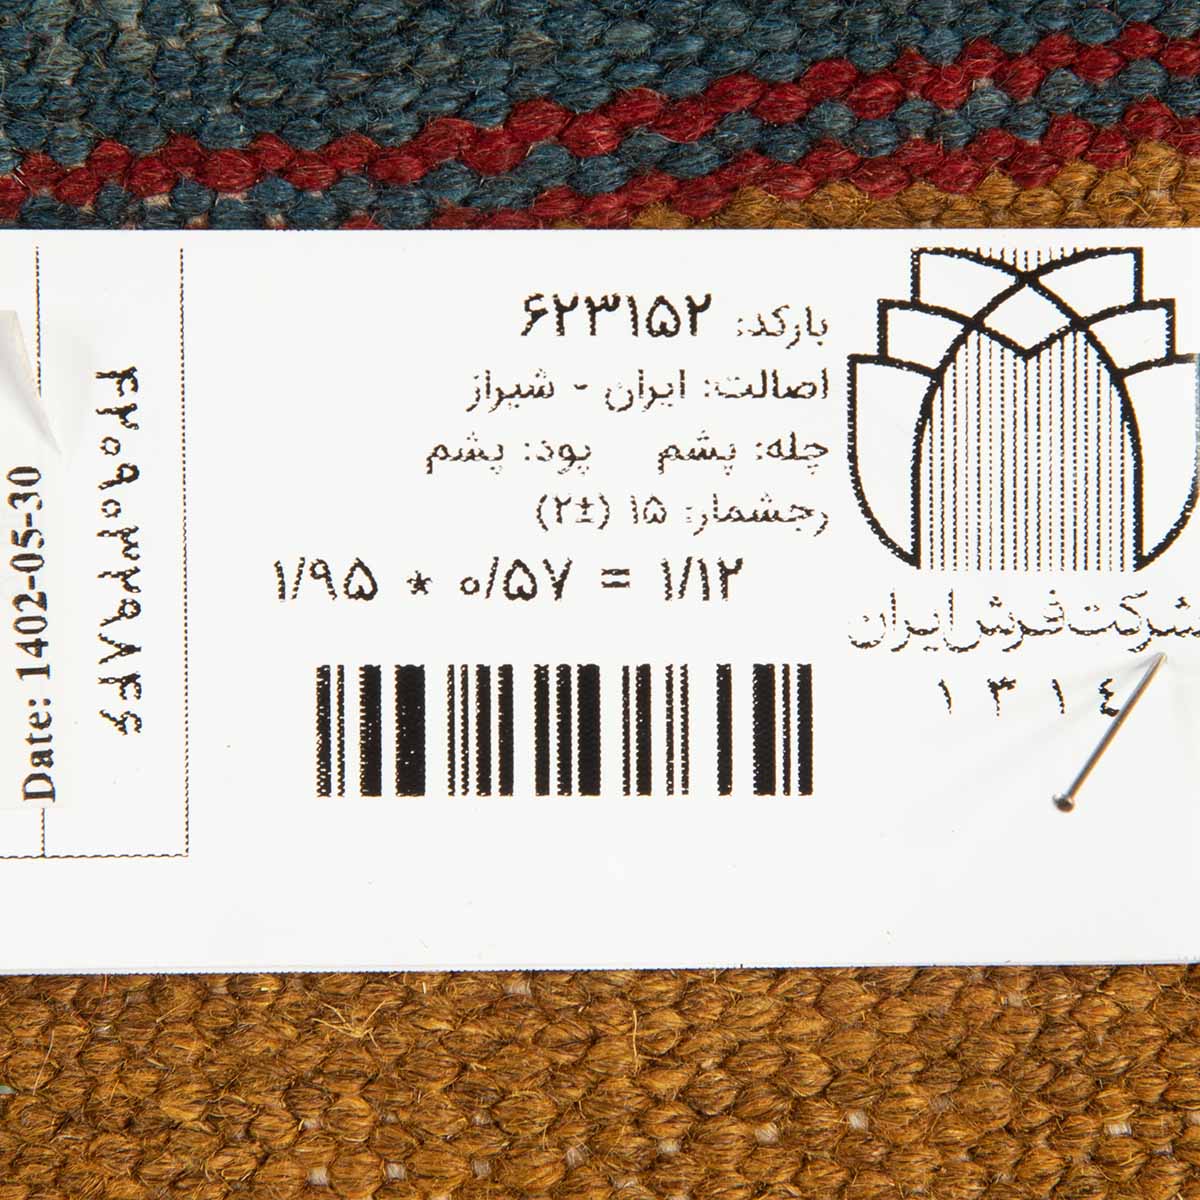 بارکد: ۶۲۳۱۵۲
اصالت: ایران - شیراز
چله: پشم پود: پشم
رجشمار: ۱۵ (±۲)
۱/۹۵ * ۰/۵۷ = ۱/۱۲
شرکت فرش ایران
۱۳۱٤
۴۲۰۹۰۳۲۹۸۴۶
Date: 1402-05-30